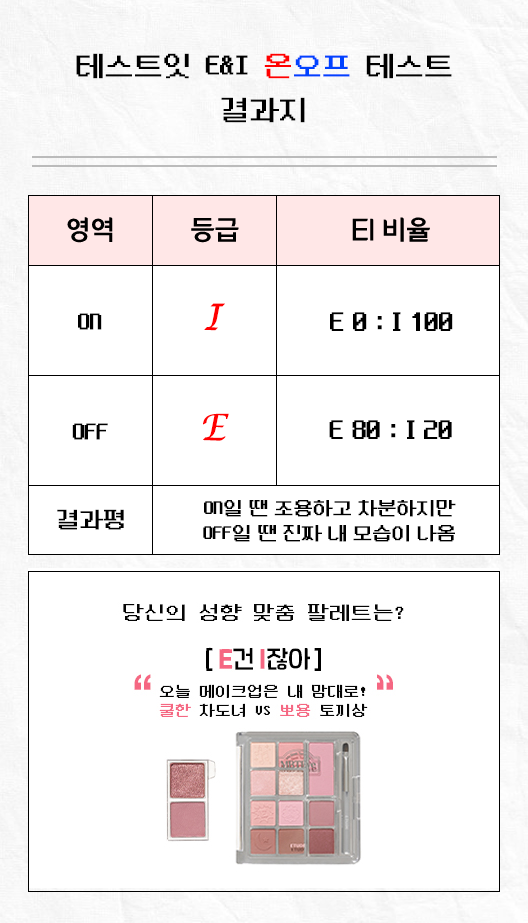 테스트잇 E&I 온오프 테스트
결과지
영역 등급 EI 비율
ON I E 0 : I 100
OFF E E 80 : I 20
결과평
ON일 땐 조용하고 차분하지만
OFF일 땐 진짜 내 모습이 나옴
당신의 성향 맞춤 팔레트는?
[E건 I잖아]
“ 오늘 메이크업은 내 맘대로! ”
쿨한 차도녀 VS 뽀용 토끼상
ETUDE